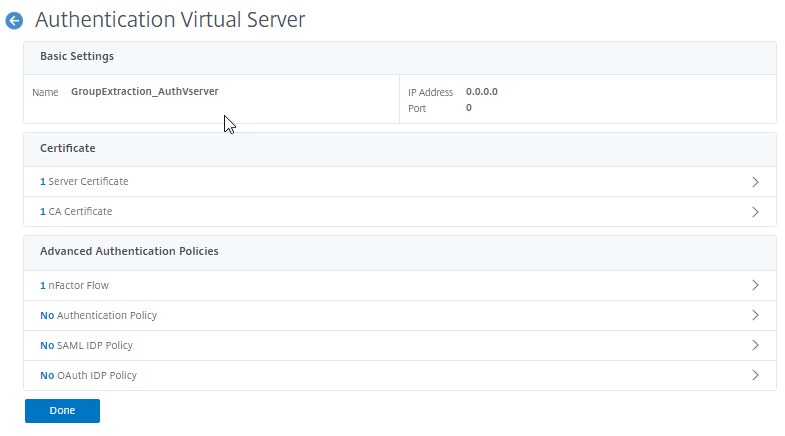 Authentication Virtual Server
Basic Settings
Name GroupExtraction_AuthVserver
IP Address 0.0.0.0
Port 0
Certificate
1 Server Certificate
1 CA Certificate
Advanced Authentication Policies
1 nFactor Flow
No Authentication Policy
No SAML IDP Policy
No OAuth IDP Policy
Done